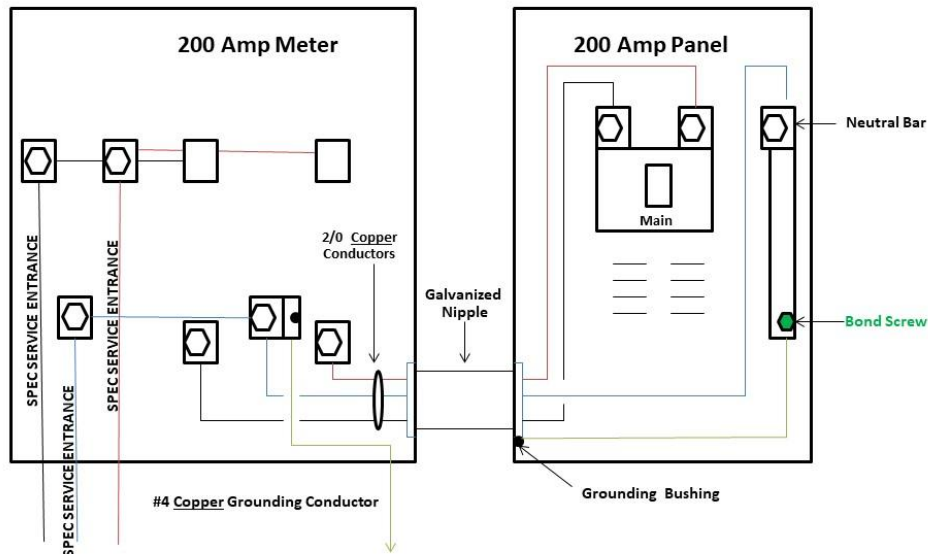 200 Amp Meter
200 Amp Panel
Neutral Bar
Main
2/0 Copper
Conductors
Galvanized
Nipple
Bond Screw
SPEC SERVICE ENTRANCE
SPEC SERVICE ENTRANCE
SPEC SERVICE ENTRANCE
#4 Copper Grounding Conductor
Grounding Bushing